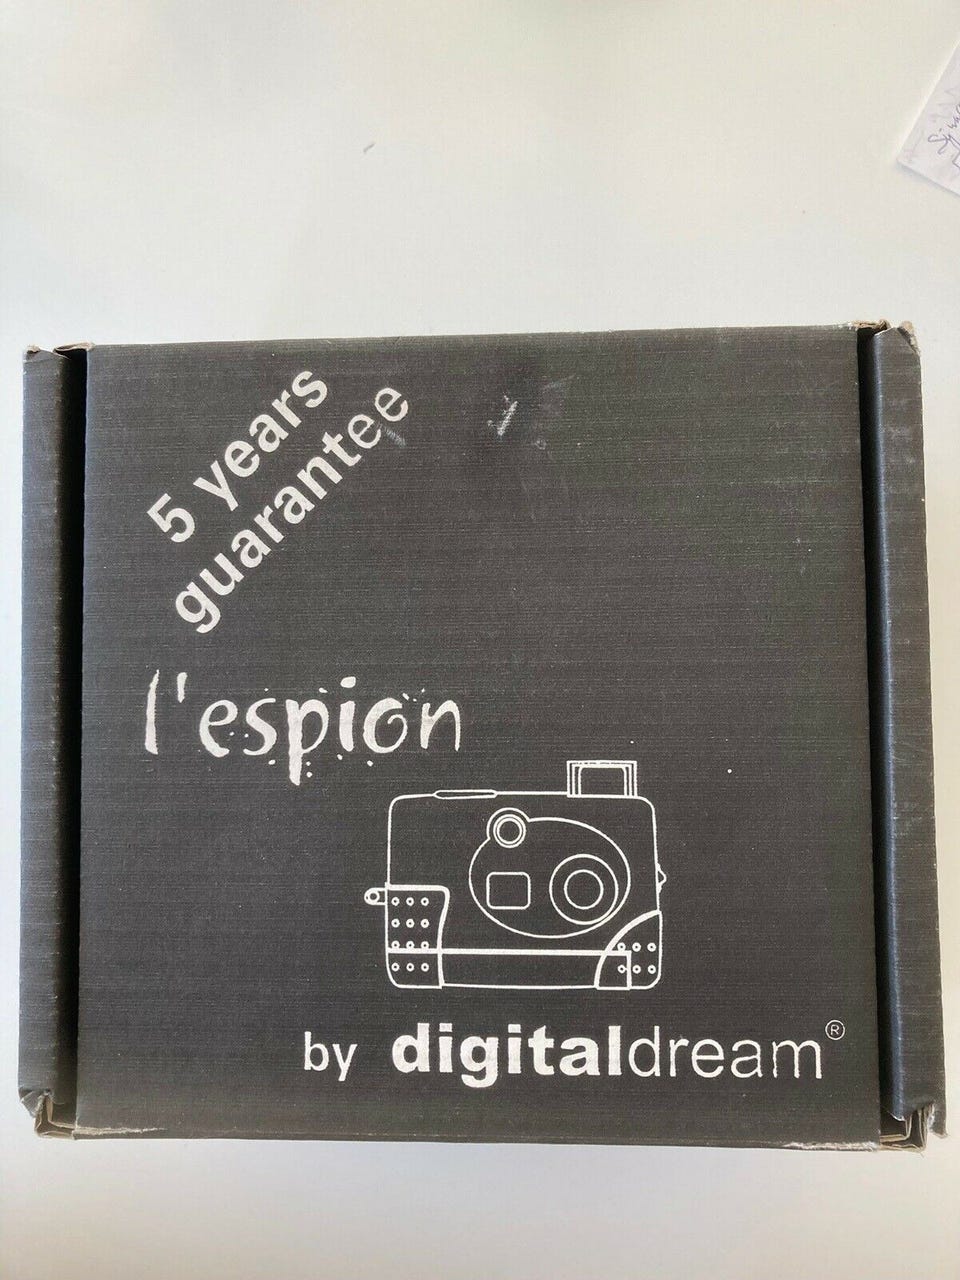 5 years
guarantee
l'espion
by digitaldream®